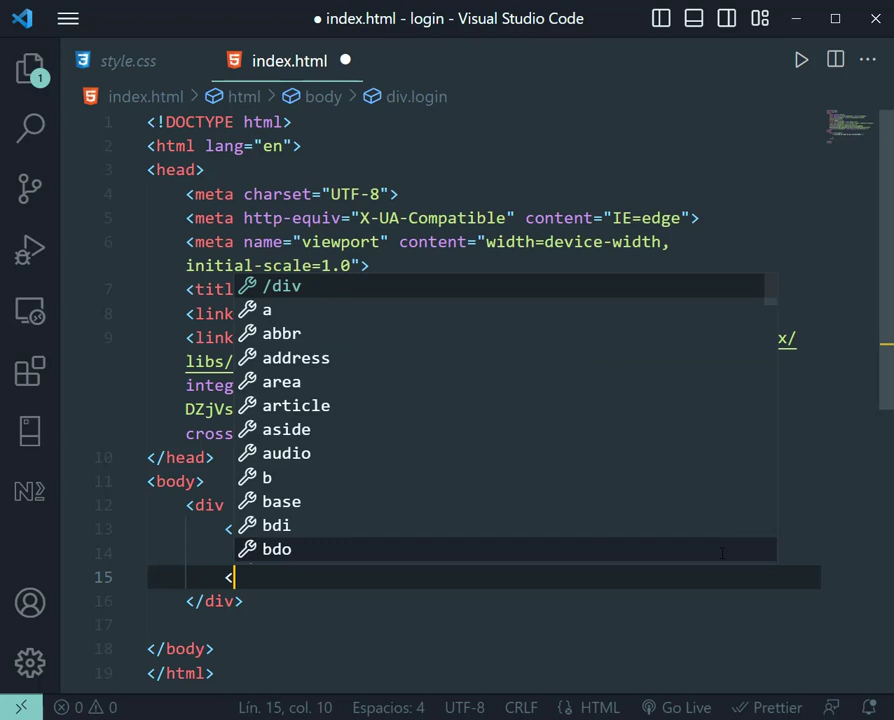 ● index.html - login - Visual Studio Code
style.css index.html
index.html > html > body > div.login
1 <!DOCTYPE html>
2 <html lang="en">
3 <head>
4 <meta charset="UTF-8">
5 <meta http-equiv="X-UA-Compatible" content="IE=edge">
6 <meta name="viewport" content="width=device-width,
initial-scale=1.0">
7 <titl
/div
8 <link
a
9 <link
abbr
x/
libs/
address
integ
area
DZjVs
article
cross
aside
10 </head>
audio
11 <body>
b
12 <div
base
13 <
bdi
14
bdo
15 <
16 </div>
17
18 </body>
19 </html>
0 0 Lín. 15, col. 10 Espacios: 4 UTF-8 CRLF HTML Go Live Prettier
1